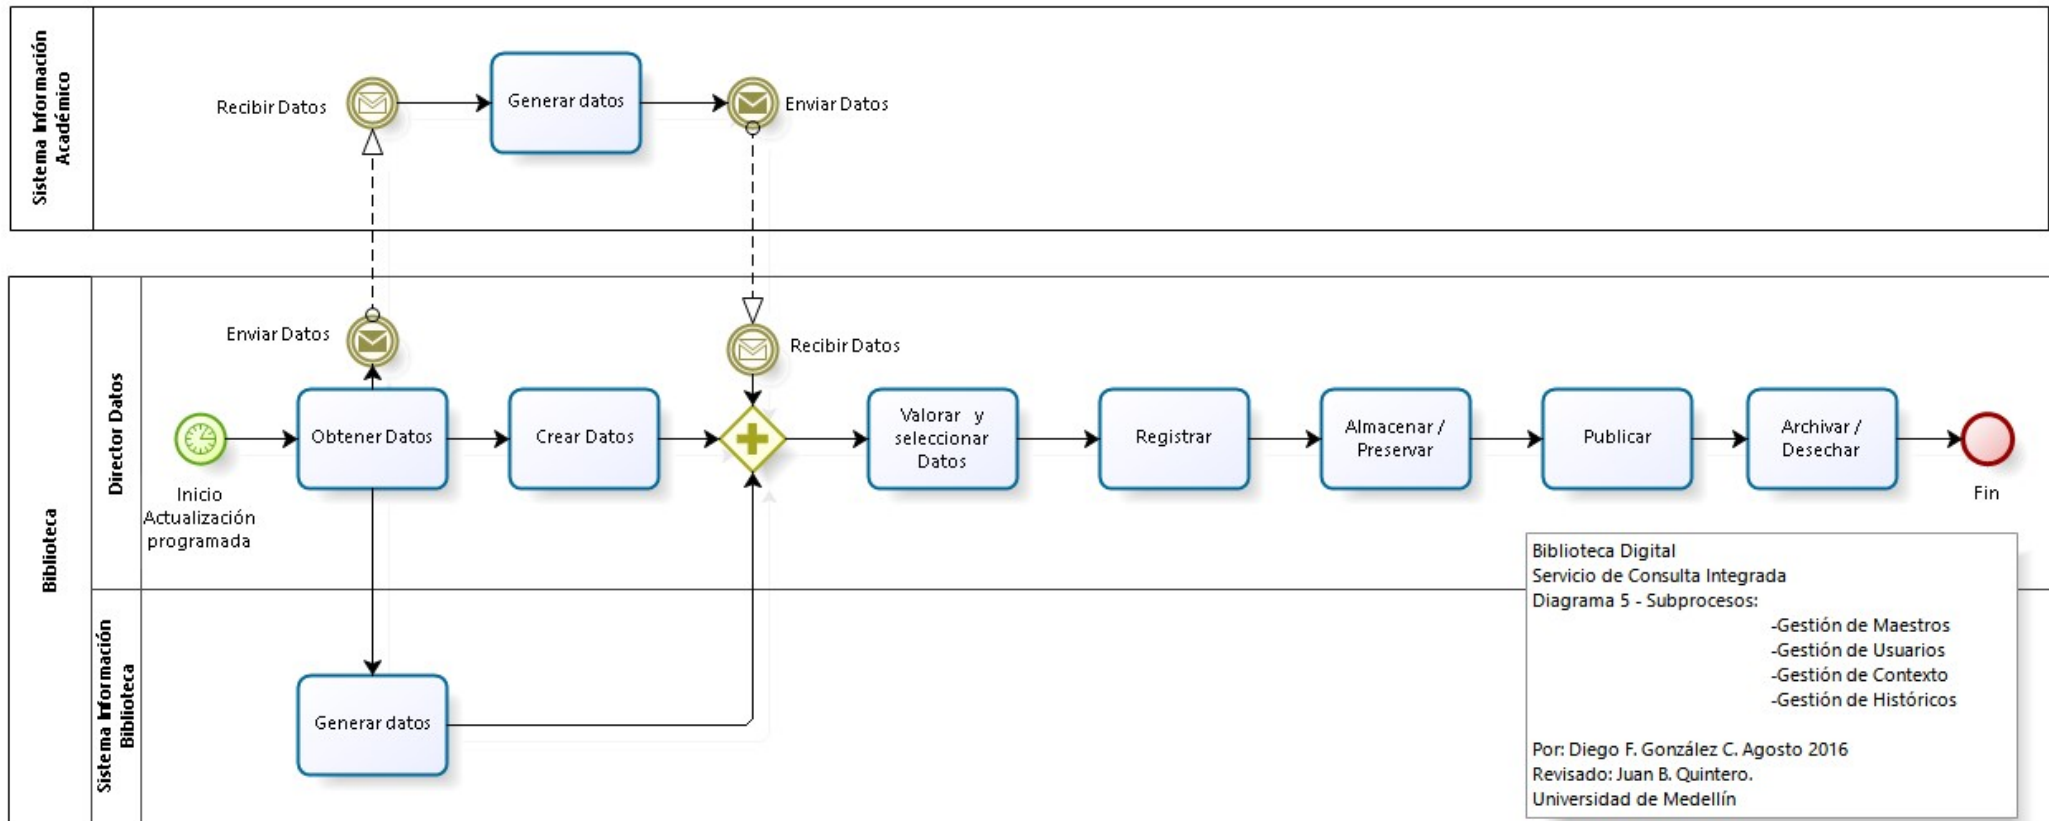 Sistema Información
Académico
Recibir Datos
Generar datos
Enviar Datos
Biblioteca
Director Datos
Enviar Datos
Recibir Datos
Inicio
Actualización
programada
Obtener Datos
Crear Datos
Valorar y
seleccionar
Datos
Registrar
Almacenar /
Preservar
Publicar
Archivar /
Desechar
Fin
Sistema Información
Biblioteca
Generar datos
Biblioteca Digital
Servicio de Consulta Integrada
Diagrama 5 - Subprocesos:
-Gestión de Maestros
-Gestión de Usuarios
-Gestión de Contexto
-Gestión de Históricos
Por: Diego F. González C. Agosto 2016
Revisado: Juan B. Quintero.
Universidad de Medellín